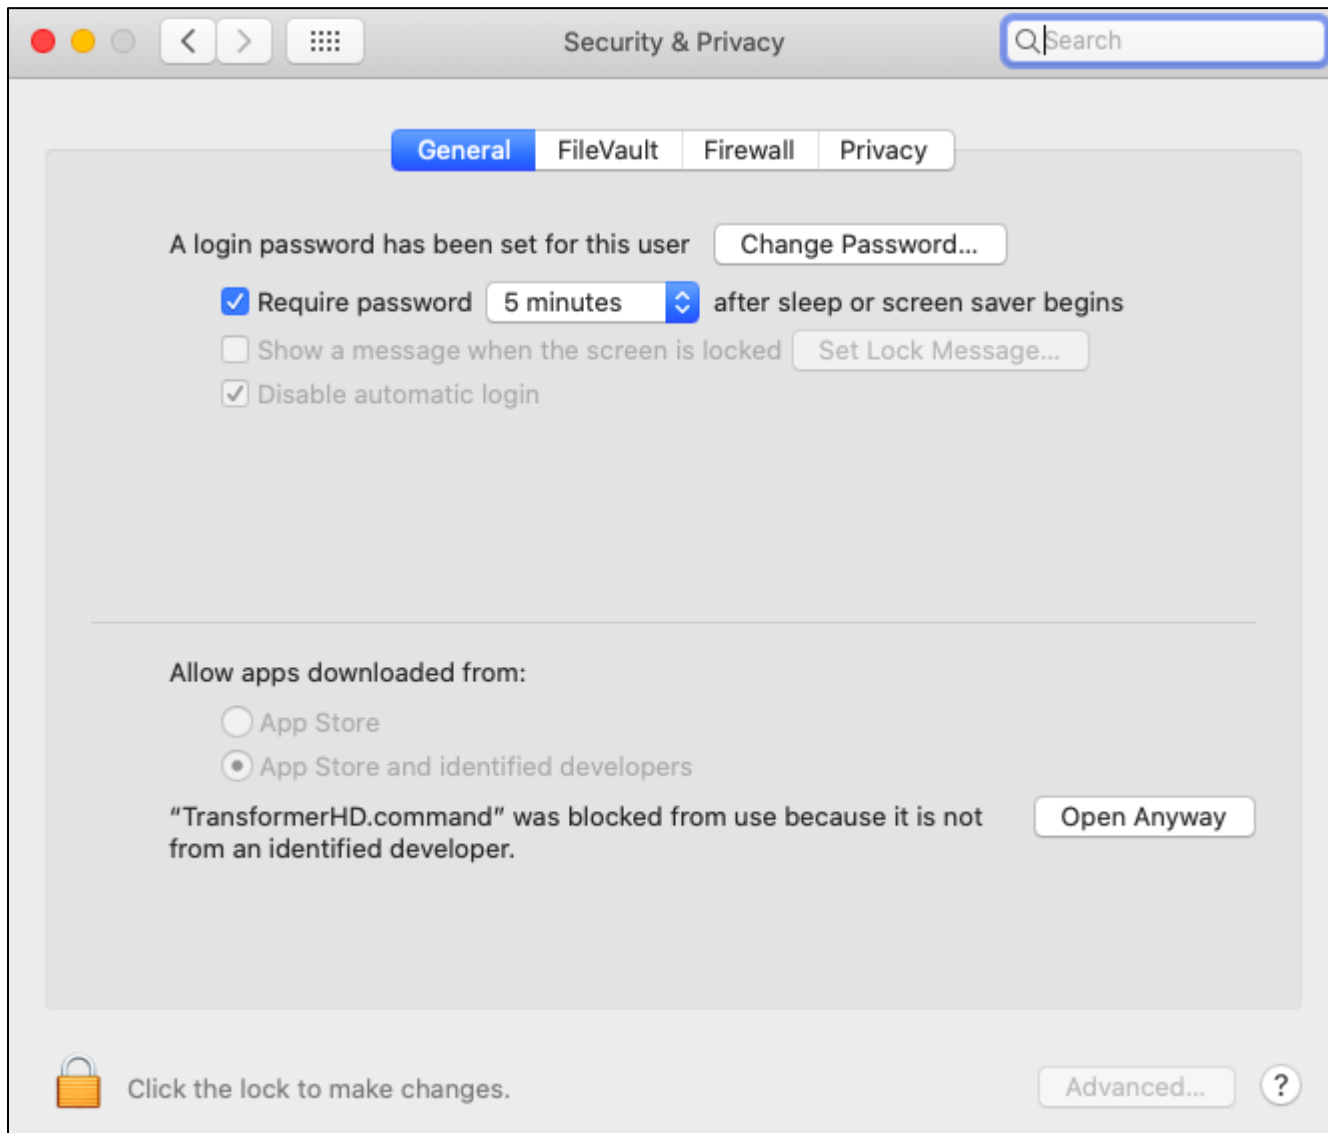 Security & Privacy
Search
General FileVault Firewall Privacy
A login password has been set for this user Change Password...
Require password 5 minutes after sleep or screen saver begins
Show a message when the screen is locked Set Lock Message...
Disable automatic login
Allow apps downloaded from:
App Store
App Store and identified developers
“TransformerHD.command” was blocked from use because it is not Open Anyway
from an identified developer.
Click the lock to make changes. Advanced... ?